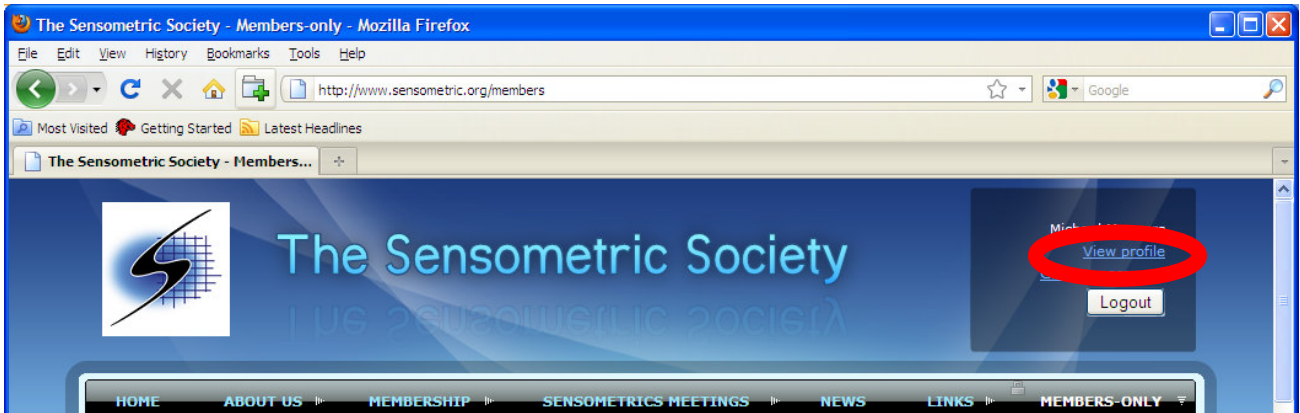 The Sensometric Society - Members-only - Mozilla Firefox
File Edit View History Bookmarks Tools Help
http://www.sensometric.org/members
Google
Most Visited Getting Started Latest Headlines
The Sensometric Society - Members...
The Sensometric Society
View profile
Logout
HOME ABOUT US MEMBERSHIP SENSOMETRICS MEETINGS NEWS LINKS MEMBERS-ONLY